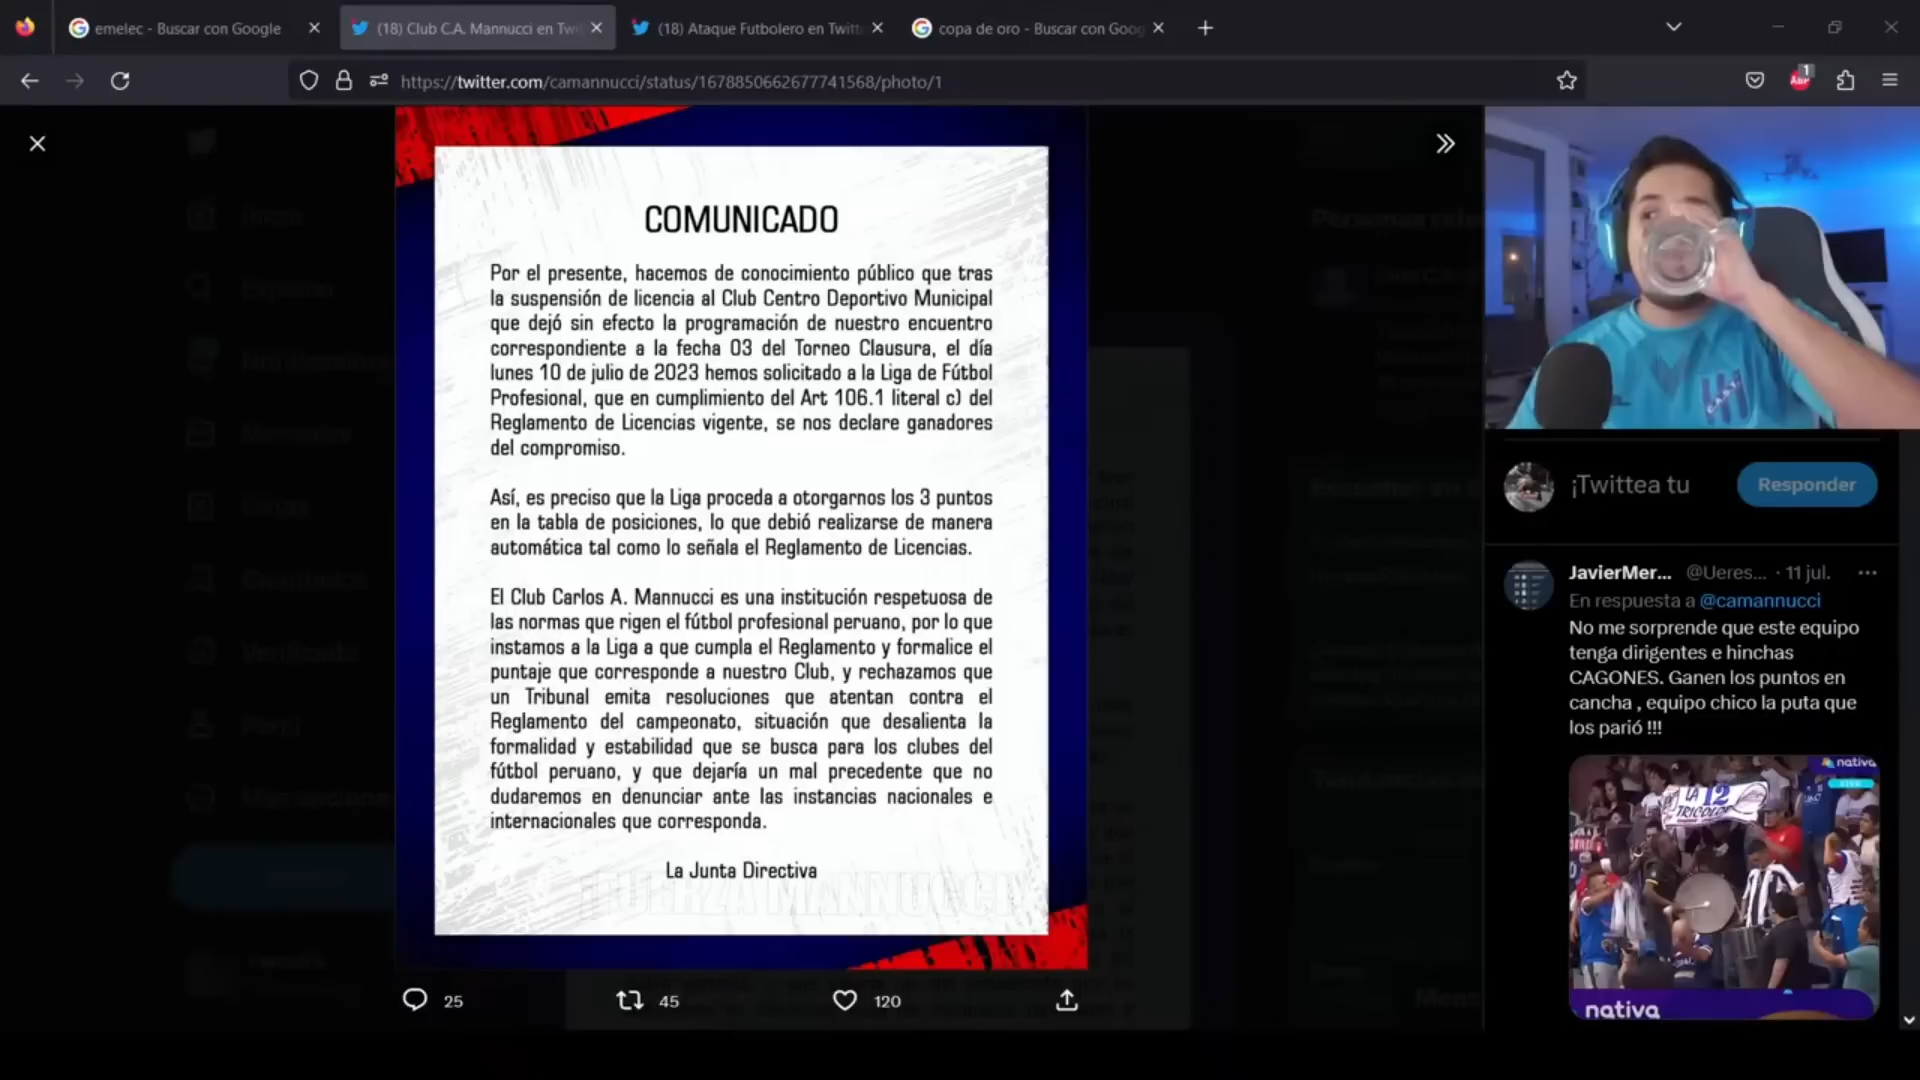 emelec - Buscar con Google
(18) Club C.A. Mannucci en Twi
(18) Ataque Futbolero en Twitt
copa de oro - Buscar con Goog
https://twitter.com/camannucci/status/1678850662677741568/photo/1
1
COMUNICADO
Por el presente, hacemos de conocimiento público que tras
la suspensión de licencia al Club Centro Deportivo Municipal
que dejó sin efecto la programación de nuestro encuentro
correspondiente a la fecha 03 del Torneo Clausura, el día
lunes 10 de julio de 2023 hemos solicitado a la Liga de Fútbol
Profesional, que en cumplimiento del Art 106.1 literal c) del
Reglamento de Licencias vigente, se nos declare ganadores
del compromiso.
Así, es preciso que la Liga proceda a otorgarnos los 3 puntos
en la tabla de posiciones, lo que debió realizarse de manera
automática tal como lo señala el Reglamento de Licencias.
El Club Carlos A. Mannucci es una institución respetuosa de
las normas que rigen el fútbol profesional peruano, por lo que
instamos a la Liga a que cumpla el Reglamento y formalice el
puntaje que corresponde a nuestro Club, y rechazamos que
un Tribunal emita resoluciones que atentan contra el
Reglamento del campeonato, situación que desalienta la
formalidad y estabilidad que se busca para los clubes del
fútbol peruano, y que dejaría un mal precedente que no
dudaremos en denunciar ante las instancias nacionales e
internacionales que corresponda.
La Junta Directiva
¡FUERZA MANNUCCI!
25
45
120
¡Twittea tu
Responder
JavierMer... @Ueres... · 11 jul.
En respuesta a @camannucci
No me sorprende que este equipo
tenga dirigentes e hinchas
CAGONES. Ganen los puntos en
cancha , equipo chico la puta que
los parió !!!
nativa
LA 12
TRICOLOR
nativa